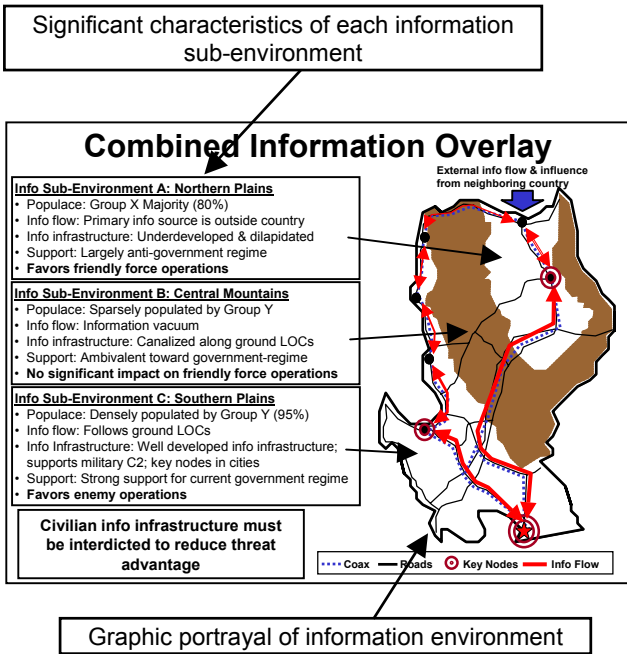 Significant characteristics of each information
sub-environment
Combined Information Overlay
External info flow & influence
from neighboring country
Info Sub-Environment A: Northern Plains
• Populace: Group X Majority (80%)
• Info flow: Primary info source is outside country
• Info infrastructure: Underdeveloped & dilapidated
• Support: Largely anti-government regime
• Favors friendly force operations
Info Sub-Environment B: Central Mountains
• Populace: Sparsely populated by Group Y
• Info flow: Information vacuum
• Info infrastructure: Canalized along ground LOCs
• Support: Ambivalent toward government-regime
• No significant impact on friendly force operations
Info Sub-Environment C: Southern Plains
• Populace: Densely populated by Group Y (95%)
• Info flow: Follows ground LOCs
• Info Infrastructure: Well developed info infrastructure;
supports military C2; key nodes in cities
• Support: Strong support for current government regime
• Favors enemy operations
Civilian info infrastructure must
be interdicted to reduce threat
advantage
Coax Roads Key Nodes Info Flow
Graphic portrayal of information environment